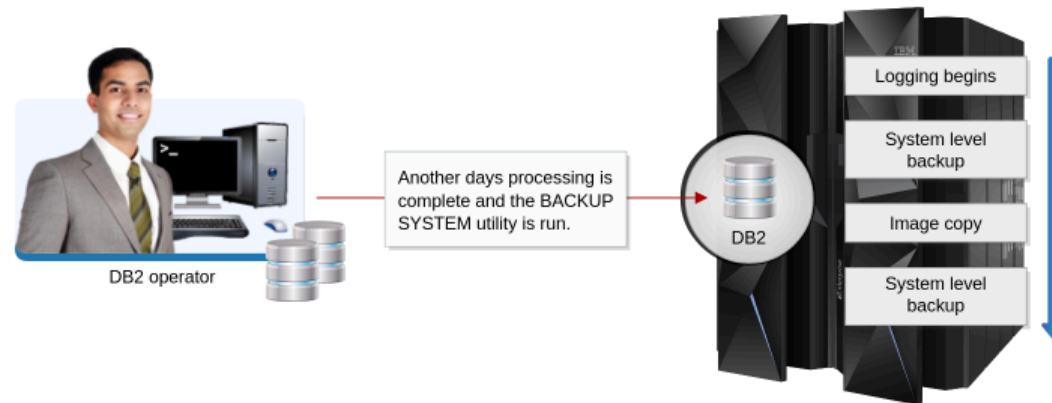 >_
DB2 operator
Another days processing is
complete and the BACKUP
SYSTEM utility is run.
DB2
IBM
Logging begins
System level
backup
Image copy
System level
backup